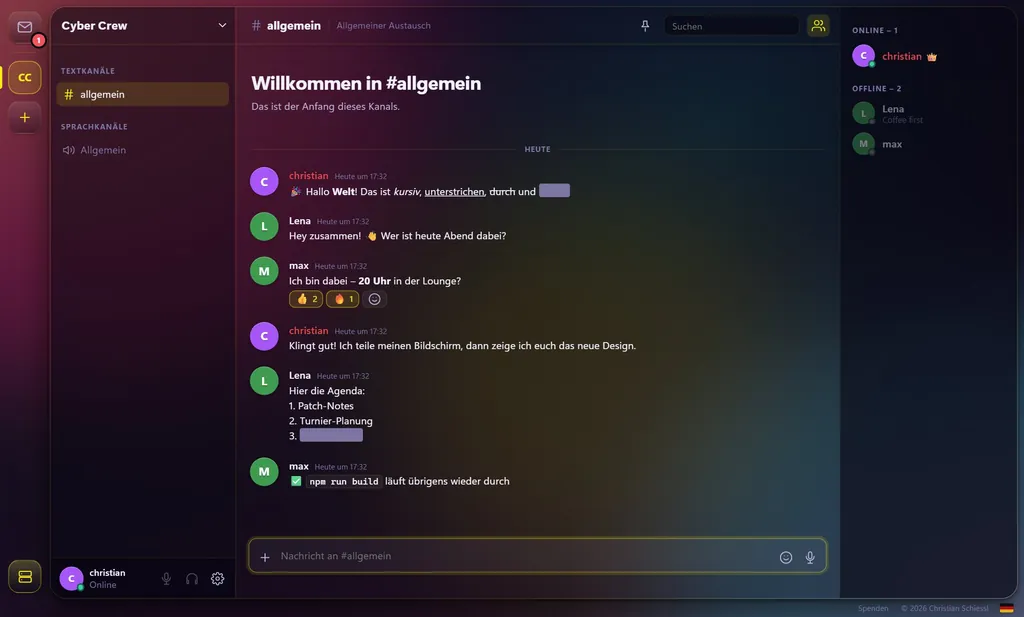 1
CC
Cyber Crew
TEXTKANÄLE
# allgemein
SPRACHKANÄLE
Allgemein
C
christian
Online
# allgemein
Allgemeiner Austausch
Suchen
Willkommen in #allgemein
Das ist der Anfang dieses Kanals.
HEUTE
C
christian Heute um 17:32
🎉 Hallo Welt! Das ist kursiv, unterstrichen, durch und
L
Lena Heute um 17:32
Hey zusammen! 👋 Wer ist heute Abend dabei?
M
max Heute um 17:32
Ich bin dabei – 20 Uhr in der Lounge?
👍 2 🔥 1
C
christian Heute um 17:32
Klingt gut! Ich teile meinen Bildschirm, dann zeige ich euch das neue Design.
L
Lena Heute um 17:32
Hier die Agenda:
1. Patch-Notes
2. Turnier-Planung
3.
M
max Heute um 17:32
✅ npm run build läuft übrigens wieder durch
Nachricht an #allgemein
ONLINE – 1
C
christian
OFFLINE – 2
L
Lena
Coffee first
M
max
Spenden © 2026 Christian Schiessl